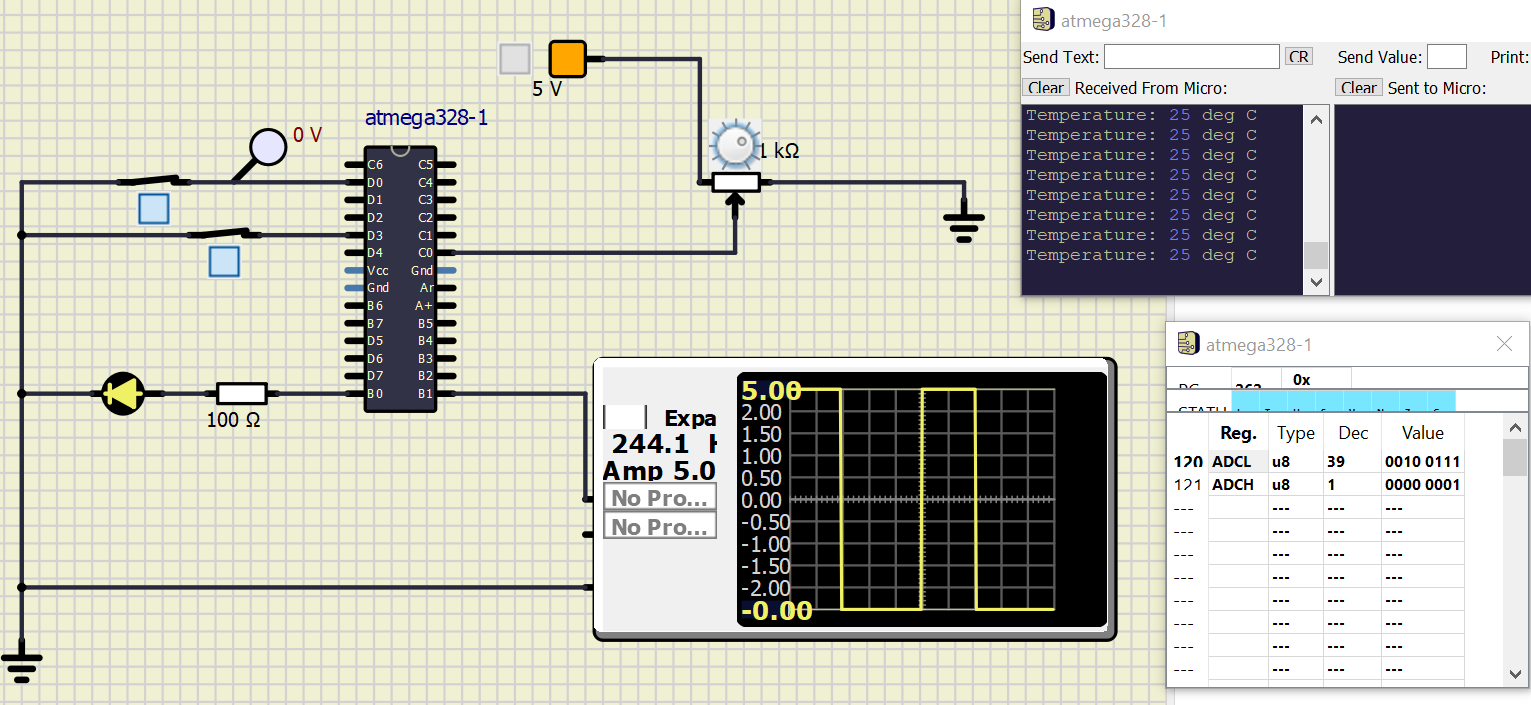 5 V
atmega328-1
0 V
1 kΩ
C6 C5
D0 C4
D1 C3
D2 C2
D3 C1
D4 C0
Vcc Gnd
Gnd Ar
B6 A+
B7 B5
D5 B4
D6 B3
D7 B2
B0 B1
100 Ω
Expa
244.1
Amp 5.0
No Pro...
No Pro...
5.00
2.00
1.50
1.00
0.50
0.00
-0.50
-1.00
-1.50
-2.00
-0.00
atmega328-1
Send Text: CR Send Value: Print:
Clear Received From Micro: Clear Sent to Micro:
Temperature: 25 deg C
Temperature: 25 deg C
Temperature: 25 deg C
Temperature: 25 deg C
Temperature: 25 deg C
Temperature: 25 deg C
Temperature: 25 deg C
Temperature: 25 deg C
atmega328-1
0x
Reg. Type Dec Value
120 ADCL u8 39 0010 0111
121 ADCH u8 1 0000 0001
--- --- --- ---
--- --- --- ---
--- --- --- ---
--- --- --- ---
--- --- --- ---
--- --- --- ---
--- --- --- ---
--- --- --- ---